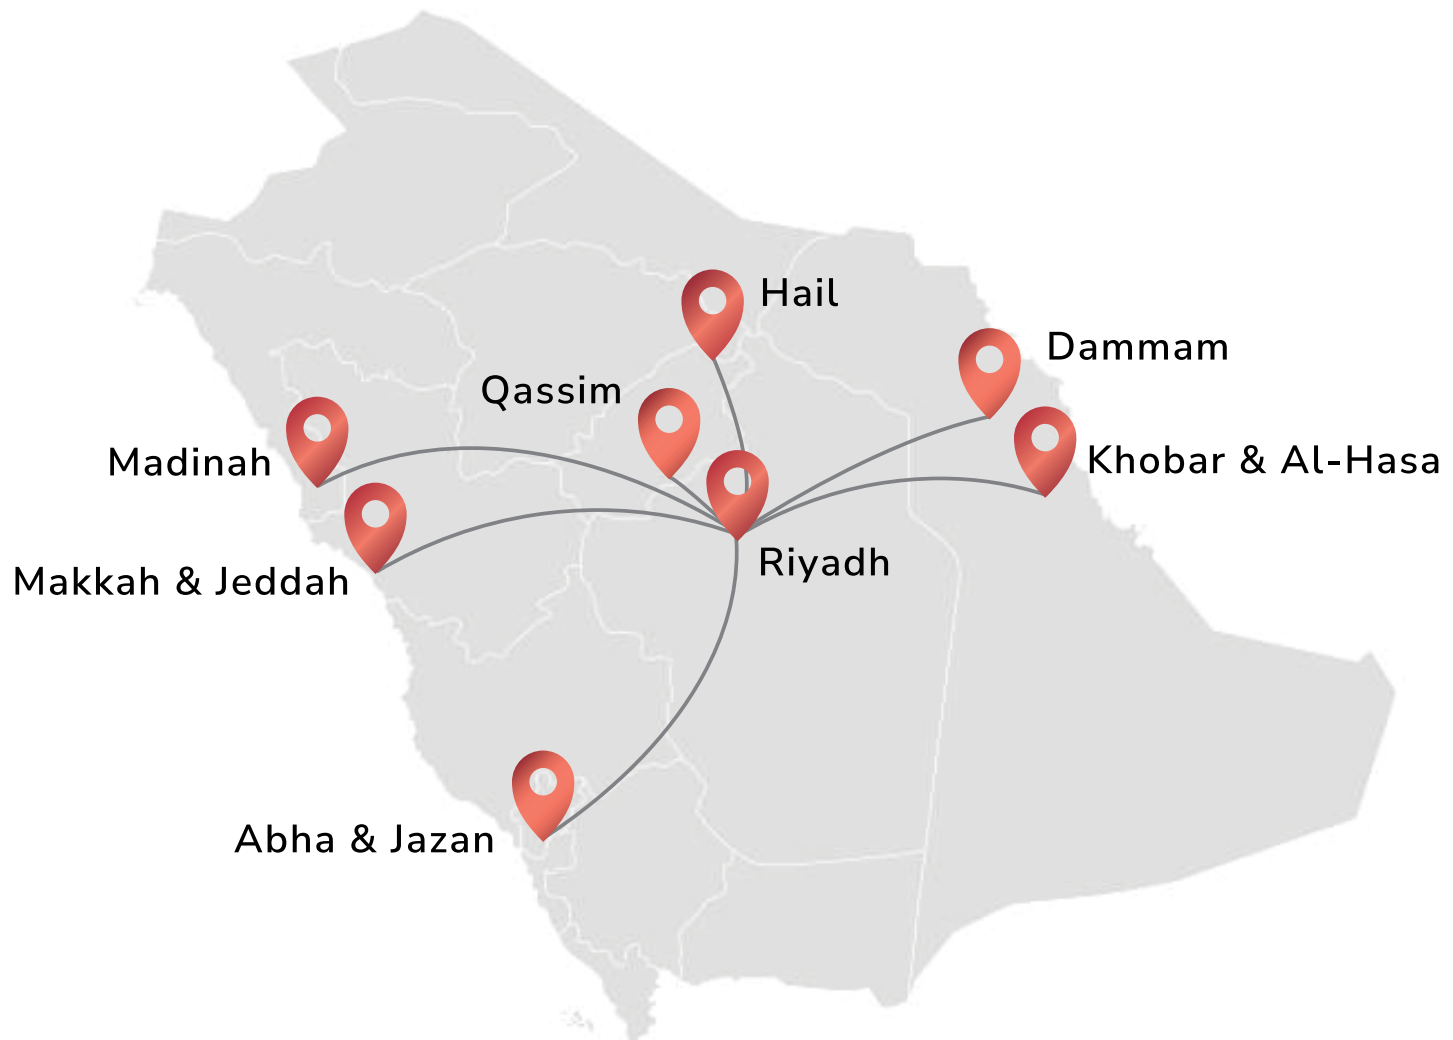 Hail
Dammam
Qassim
Khobar & Al-Hasa
Madinah
Riyadh
Makkah & Jeddah
Abha & Jazan